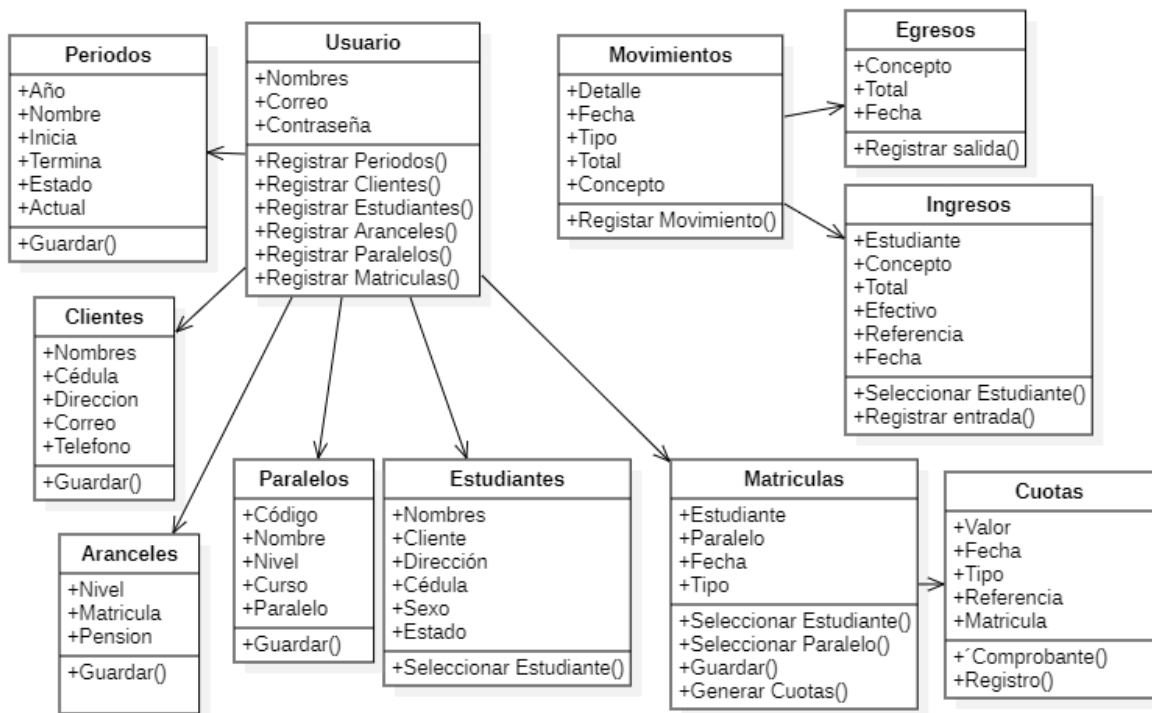 Periodos
+Año
+Nombre
+Inicia
+Termina
+Estado
+Actual
+Guardar()
Usuario
+Nombres
+Correo
+Contraseña
+Registrar Periodos()
+Registrar Clientes()
+Registrar Estudiantes()
+Registrar Aranceles()
+Registrar Paralelos()
+Registrar Matriculas()
Movimientos
+Detalle
+Fecha
+Tipo
+Total
+Concepto
+Registar Movimiento()
Egresos
+Concepto
+Total
+Fecha
+Registrar salida()
Ingresos
+Estudiante
+Concepto
+Total
+Efectivo
+Referencia
+Fecha
+Seleccionar Estudiante()
+Registrar entrada()
Clientes
+Nombres
+Cédula
+Direccion
+Correo
+Telefono
+Guardar()
Aranceles
+Nivel
+Matricula
+Pension
+Guardar()
Paralelos
+Código
+Nombre
+Nivel
+Curso
+Paralelo
+Guardar()
Estudiantes
+Nombres
+Cliente
+Dirección
+Cédula
+Sexo
+Estado
+Seleccionar Estudiante()
Matriculas
+Estudiante
+Paralelo
+Fecha
+Tipo
+Seleccionar Estudiante()
+Seleccionar Paralelo()
+Guardar()
+Generar Cuotas()
Cuotas
+Valor
+Fecha
+Tipo
+Referencia
+Matricula
+´Comprobante()
+Registro()